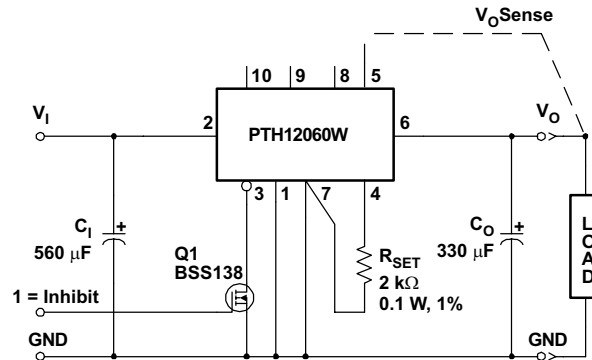 VOSense
10 9 8 5
VI
2
PTH12060W
6
VO
3 1 7 4
CI
+
560 μF
Q1
BSS138
RSET
2 kΩ
0.1 W, 1%
CO
+
330 μF
LOAD
1 = Inhibit
GND
GND